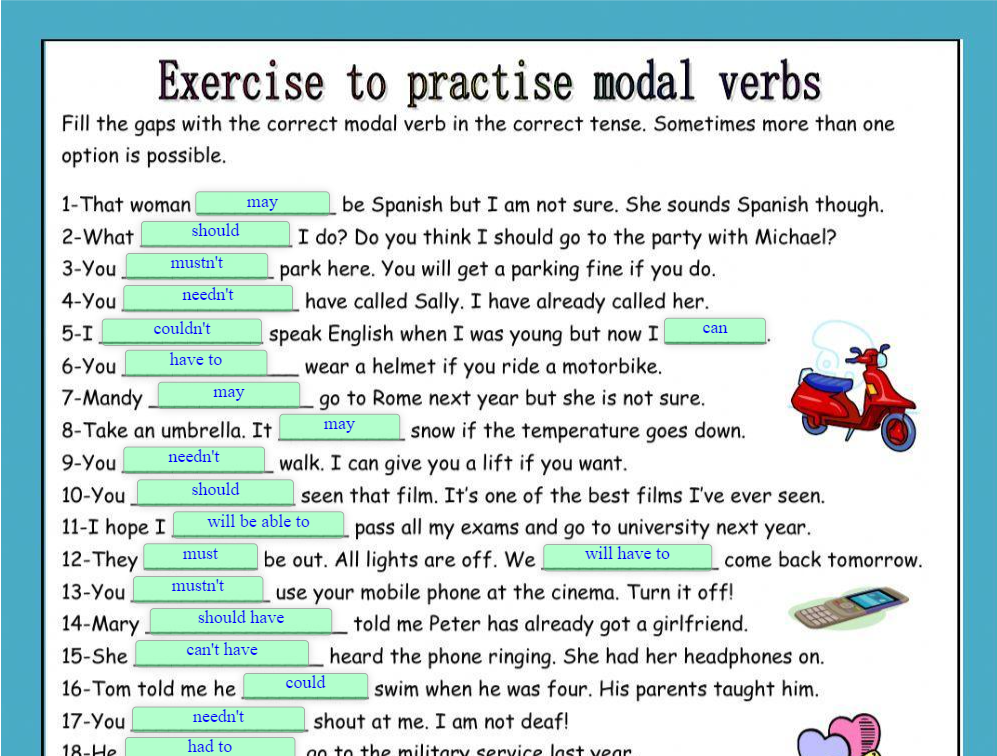 Exercise to practise modal verbs
Fill the gaps with the correct modal verb in the correct tense. Sometimes more than one
option is possible.
1-That woman may be Spanish but I am not sure. She sounds Spanish though.
2-What should I do? Do you think I should go to the party with Michael?
3-You mustn't park here. You will get a parking fine if you do.
4-You needn't have called Sally. I have already called her.
5-I couldn't speak English when I was young but now I can.
6-You have to wear a helmet if you ride a motorbike.
7-Mandy may go to Rome next year but she is not sure.
8-Take an umbrella. It may snow if the temperature goes down.
9-You needn't walk. I can give you a lift if you want.
10-You should seen that film. It's one of the best films I've ever seen.
11-I hope I will be able to pass all my exams and go to university next year.
12-They must be out. All lights are off. We will have to come back tomorrow.
13-You mustn't use your mobile phone at the cinema. Turn it off!
14-Mary should have told me Peter has already got a girlfriend.
15-She can't have heard the phone ringing. She had her headphones on.
16-Tom told me he could swim when he was four. His parents taught him.
17-You needn't shout at me. I am not deaf!
18-He had to go to the military service last year